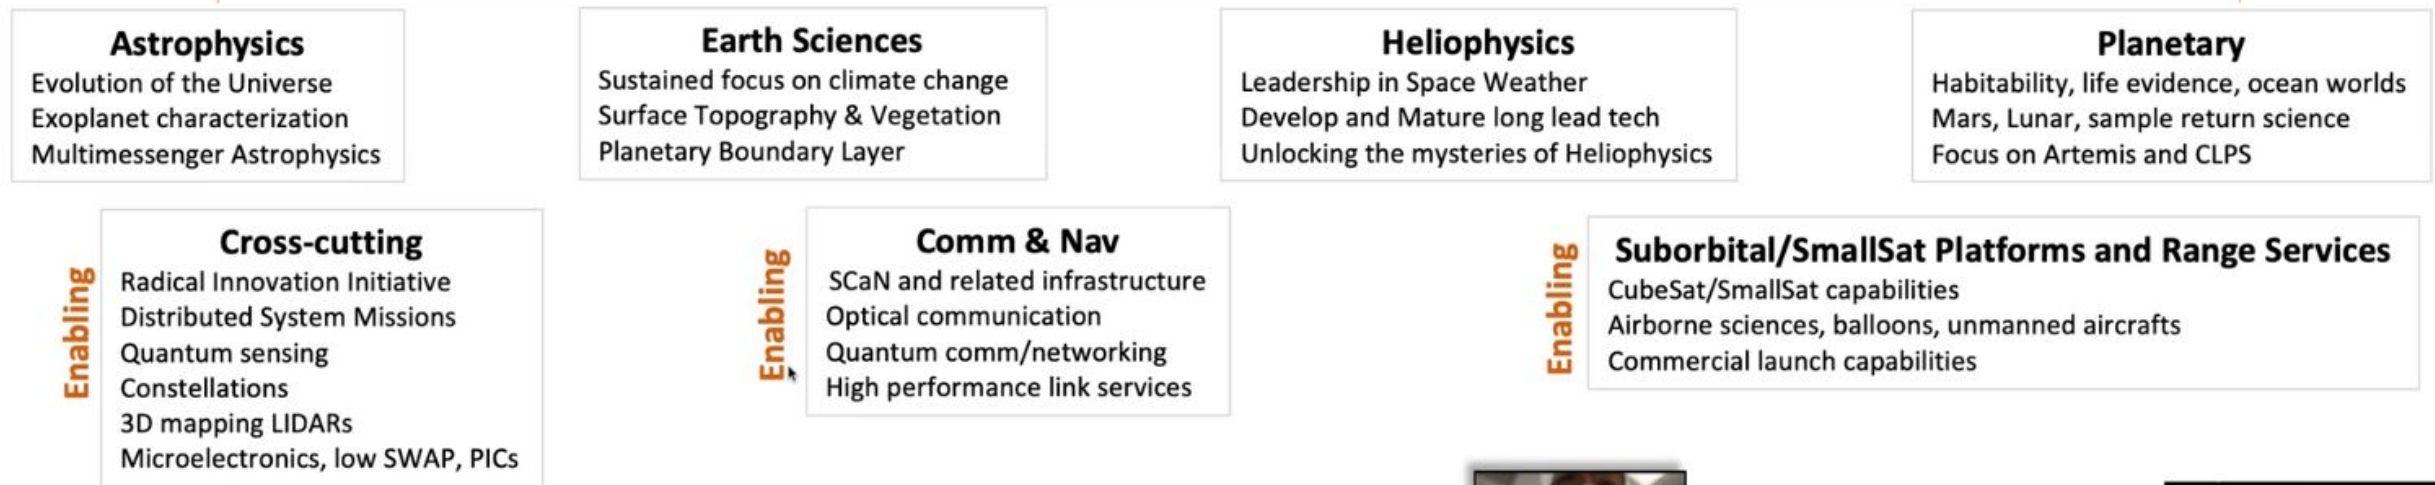 Astrophysics
Evolution of the Universe
Exoplanet characterization
Multimessenger Astrophysics
Earth Sciences
Sustained focus on climate change
Surface Topography & Vegetation
Planetary Boundary Layer
Heliophysics
Leadership in Space Weather
Develop and Mature long lead tech
Unlocking the mysteries of Heliophysics
Planetary
Habitability, life evidence, ocean worlds
Mars, Lunar, sample return science
Focus on Artemis and CLPS
Enabling
Cross-cutting
Radical Innovation Initiative
Distributed System Missions
Quantum sensing
Constellations
3D mapping LIDARs
Microelectronics, low SWAP, PICs
Enabling
Comm & Nav
SCaN and related infrastructure
Optical communication
Quantum comm/networking
High performance link services
Enabling
Suborbital/SmallSat Platforms and Range Services
CubeSat/SmallSat capabilities
Airborne sciences, balloons, unmanned aircrafts
Commercial launch capabilities